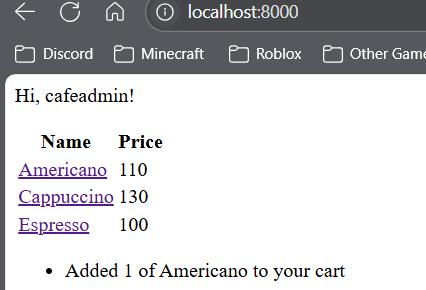 localhost:8000
Discord Minecraft Roblox Other Game
Hi, cafeadmin!
Name Price
Americano 110
Cappuccino 130
Espresso 100
Added 1 of Americano to your cart